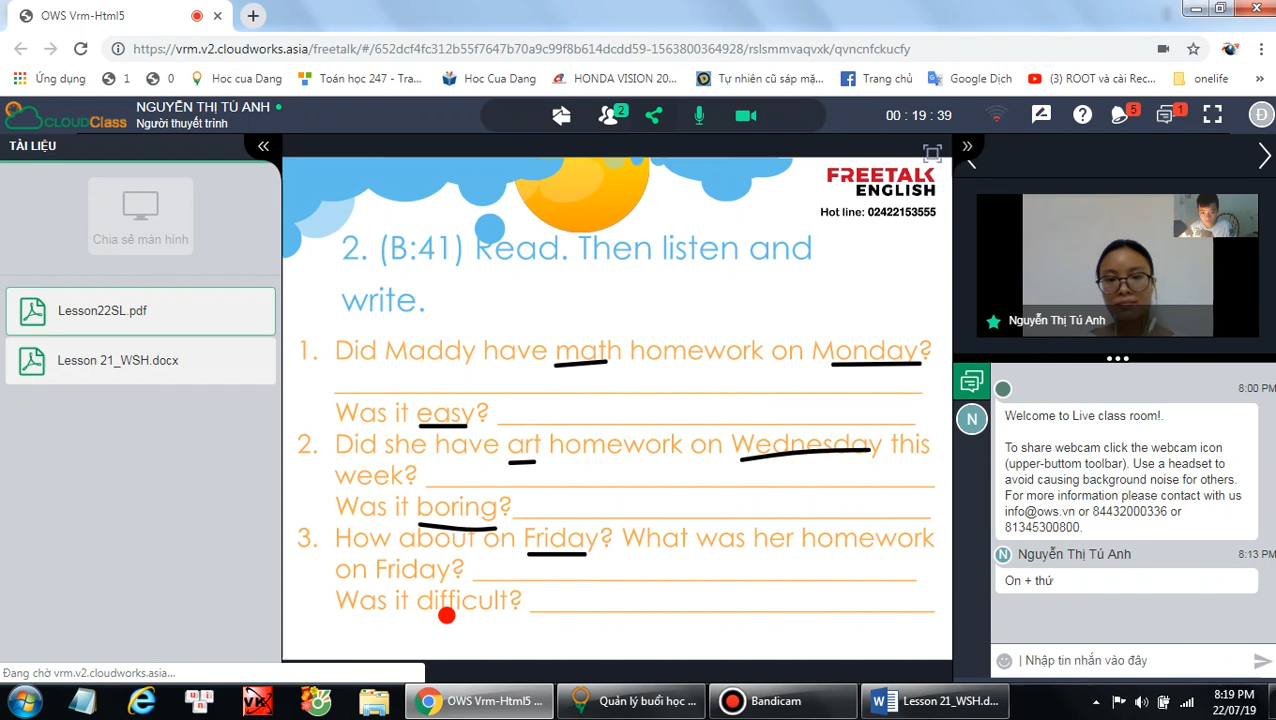 OWS Vrm-Html5
https://vrm.v2.cloudworks.asia/freetalk/#/652dcf4fc312b55f7647b70a9c99f8b614dcdd59-1563800364928/rslsmmvaqvxk/qvncnfckucfy
Ứng dụng 1 0 Hoc cua Dang Toán học 247 - Tra... Học Cua Dang HONDA VISION 20... Tự nhiên cũ sáp mặ... Trang chủ Google Dịch (3) ROOT và cài Rec... onelife »
CLOUDClass
NGUYỄN THỊ TÚ ANH
Người thuyết trình
2
00 : 19 : 39
5 1 Đ
TÀI LIỆU
Chia sẻ màn hình
Lesson22SL.pdf
Lesson 21_WSH.docx
FREETALK
ENGLISH
Hot line: 02422153555
2. (B:41) Read. Then listen and
write.
1. Did Maddy have math homework on Monday?
Was it easy?
2. Did she have art homework on Wednesday this
week?
Was it boring?
3. How about on Friday? What was her homework
on Friday?
Was it difficult?
Nguyễn Thị Tú Anh
8:00 PM
N
Welcome to Live class room!.
To share webcam click the webcam icon
(upper-buttom toolbar). Use a headset to
avoid causing background noise for others.
For more information please contact with us
info@ows.vn or 84432000336 or
81345300800.
N Nguyễn Thị Tú Anh 8:13 PM
On + thứ
Nhập tin nhắn vào đây
Đang chờ vrm.v2.cloudworks.asia...
OWS Vrm-Html5 ... Quản lý buổi học ... Bandicam Lesson 21_WSH.d...
8:19 PM
22/07/19